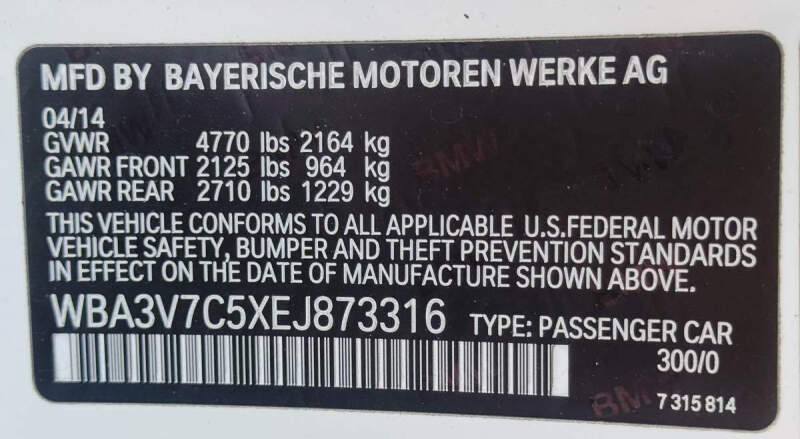 MFD BY BAYERISCHE MOTOREN WERKE AG
04/14
GVWR 4770 lbs 2164 kg
GAWR FRONT 2125 lbs 964 kg
GAWR REAR 2710 lbs 1229 kg
THIS VEHICLE CONFORMS TO ALL APPLICABLE U.S.FEDERAL MOTOR
VEHICLE SAFETY, BUMPER AND THEFT PREVENTION STANDARDS
IN EFFECT ON THE DATE OF MANUFACTURE SHOWN ABOVE.
WBA3V7C5XEJ873316 TYPE: PASSENGER CAR
300/0
7 315 814
BMW